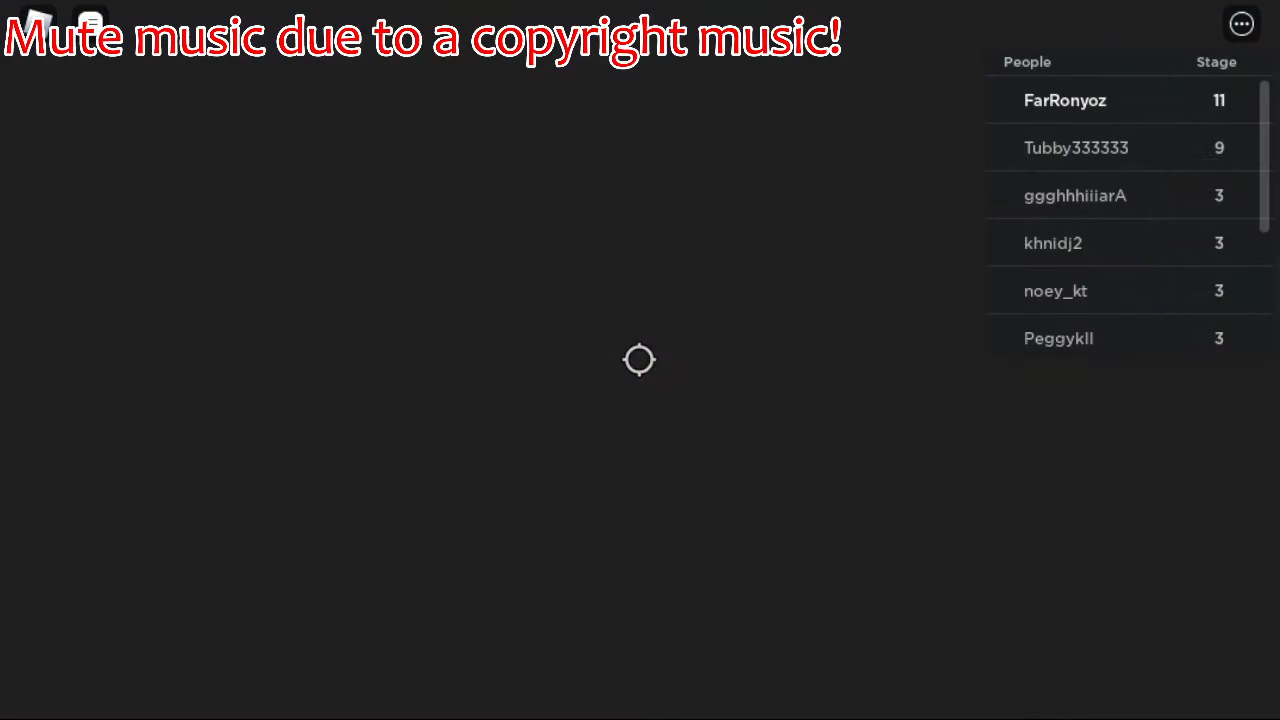 Mute music due to a copyright music!
People Stage
FarRonyoz 11
Tubby333333 9
ggghhhiiiarA 3
khnidj2 3
noey_kt 3
Peggykll 3